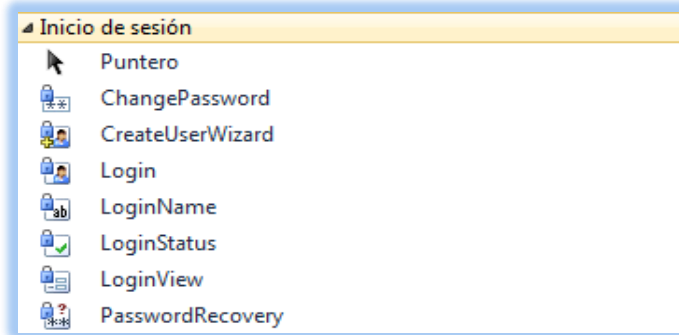 Inicio de sesión
Puntero
ChangePassword
CreateUserWizard
Login
LoginName
LoginStatus
LoginView
PasswordRecovery